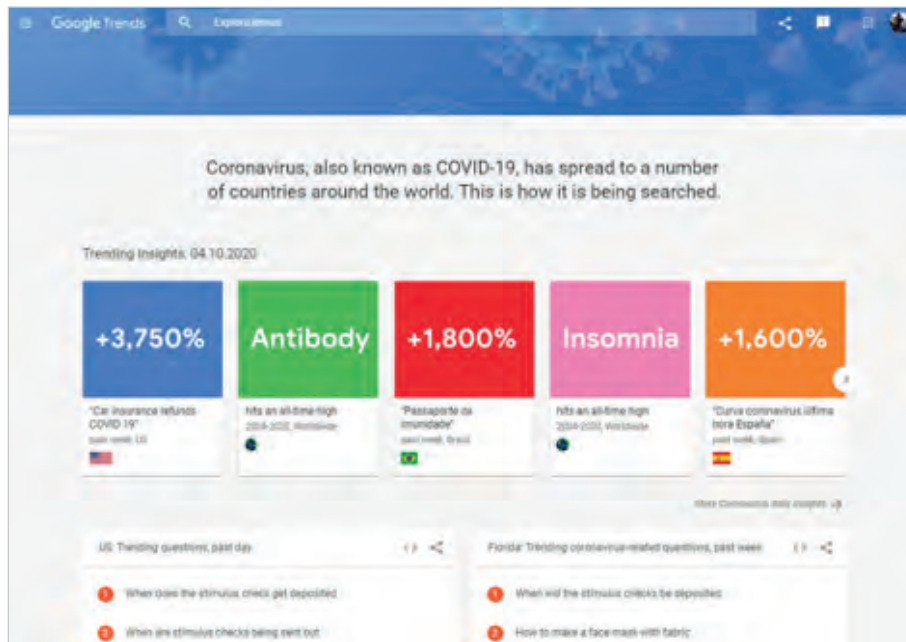 Google Trends
Explore topics
Coronavirus, also known as COVID-19, has spread to a number
of countries around the world. This is how it is being searched.
Trending Insights: 04.10.2020
+3,750%
Antibody
+1,800%
Insomnia
+1,600%
"Car insurance refunds
COVID 19"
past week, US
hits an all-time high
2004-2020, Worldwide
"Passaporte da
imunidade"
past week, Brazil
hits an all-time high
2004-2020, Worldwide
"Curva coronavirus última
hora España"
past week, Spain
More Coronavirus daily insights
US: Trending questions, past day
1 When does the stimulus check get deposited
2 When are stimulus checks being sent out
Florida: Trending coronavirus-related questions, past week
1 When will the stimulus checks be deposited
2 How to make a face mask with fabric